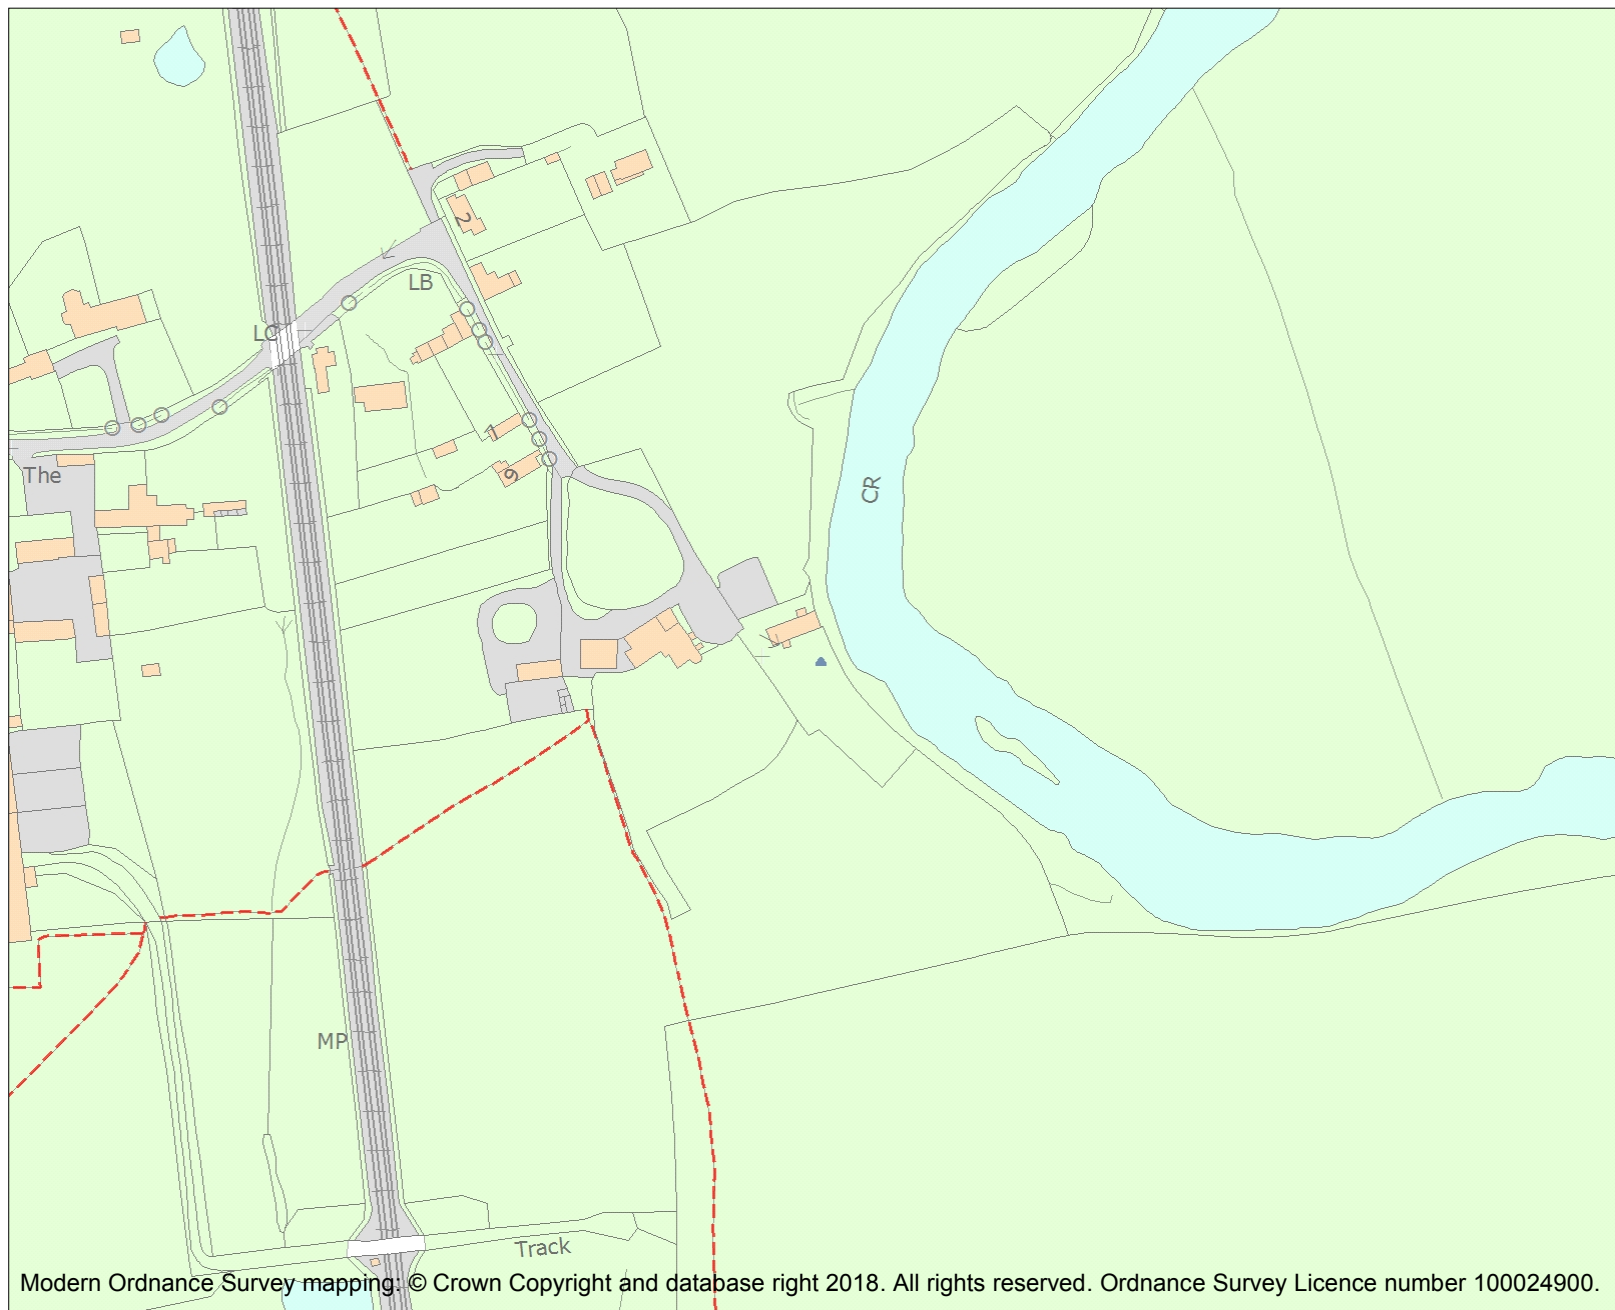 2
LB
LC
CR
1
The
6
MP
Track
Modern Ordnance Survey mapping: © Crown Copyright and database right 2018. All rights reserved. Ordnance Survey Licence number 100024900.